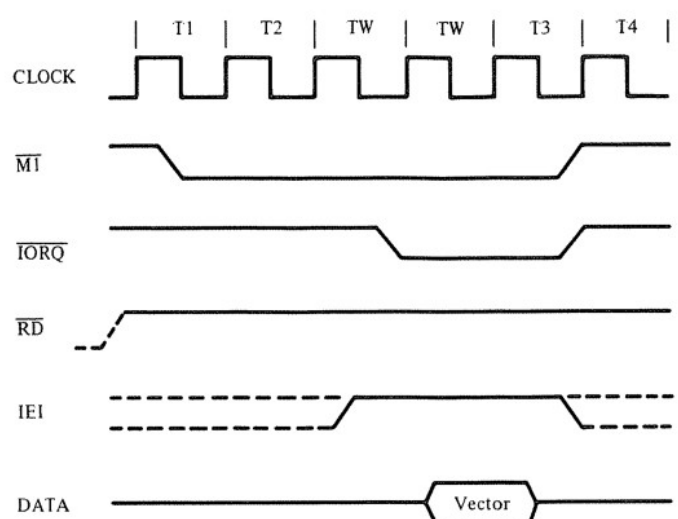 T1 T2 TW TW T3 T4
CLOCK
M1
IORQ
RD
IEI
DATA Vector